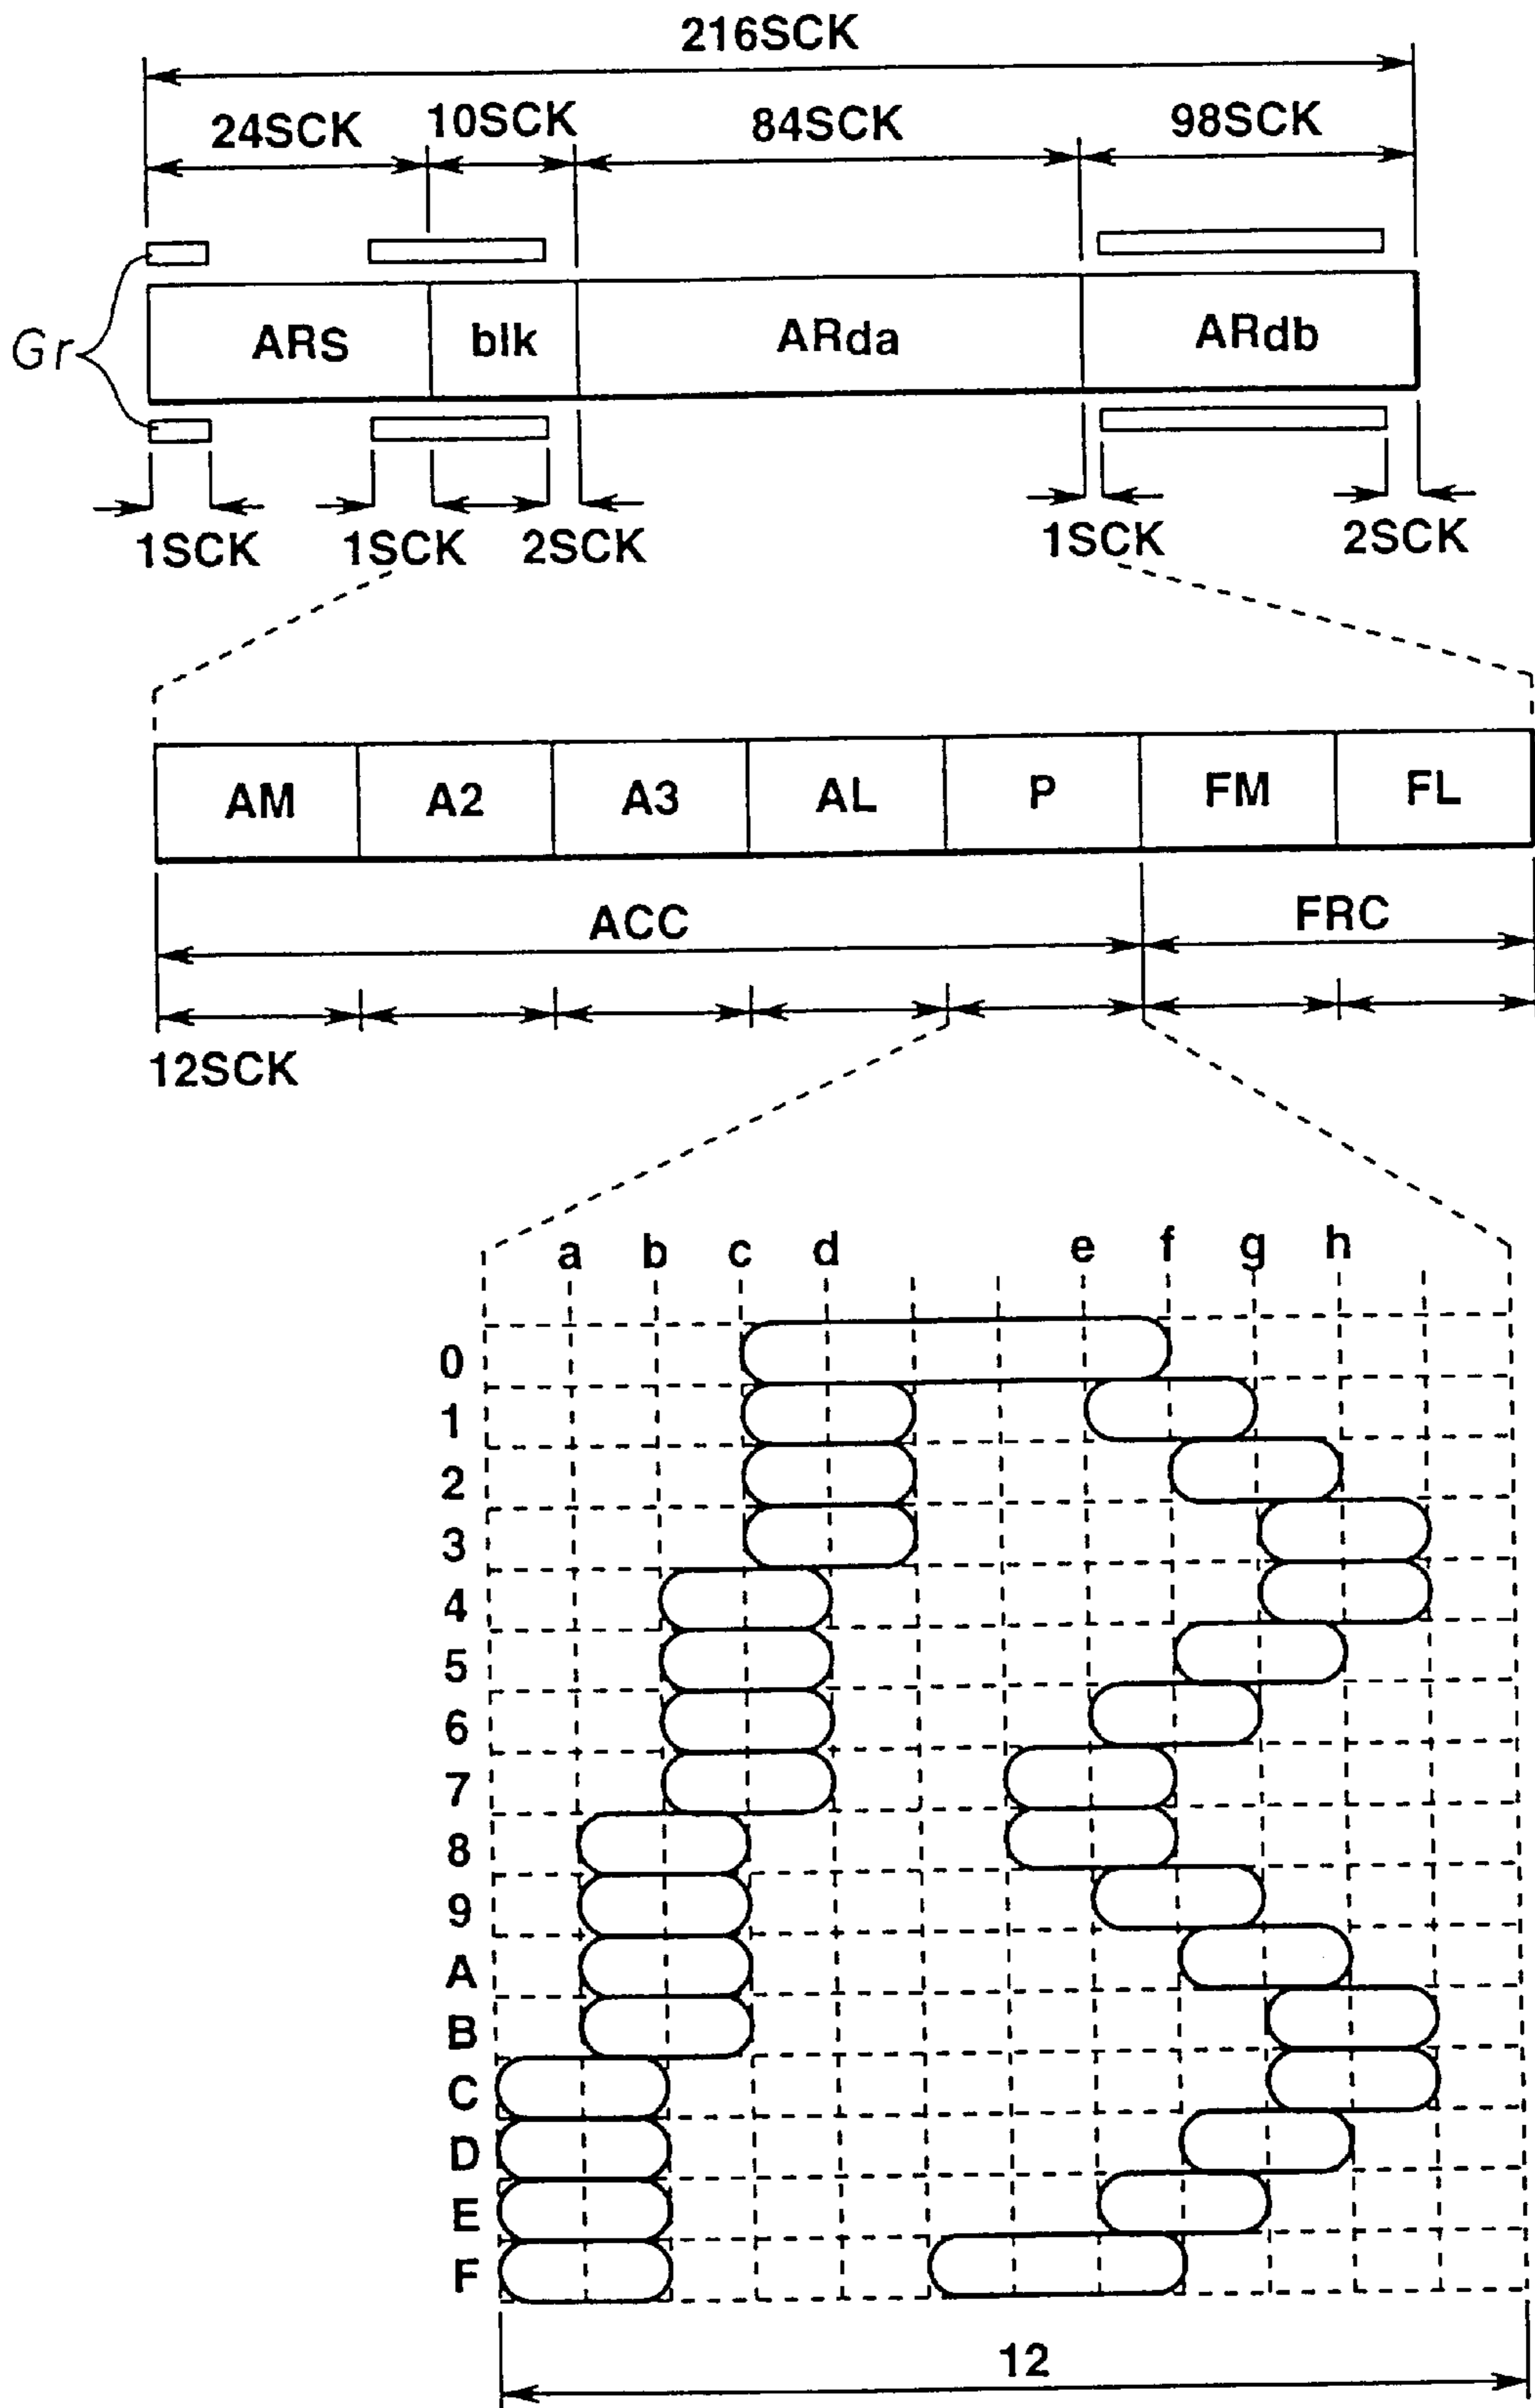 216SCK
24SCK 10SCK 84SCK 98SCK
Gr
ARS blk ARda ARdb
1SCK 1SCK 2SCK 1SCK 2SCK
AM A2 A3 AL P FM FL
ACC FRC
12SCK
a b c d e f g h
0
1
2
3
4
5
6
7
8
9
A
B
C
D
E
F
12